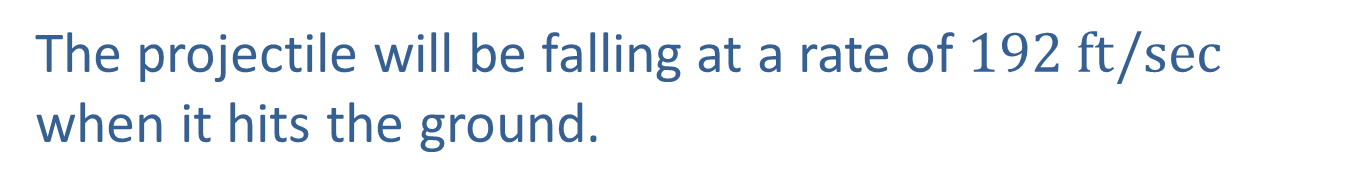 The projectile will be falling at a rate of 192 ft/sec
when it hits the ground.